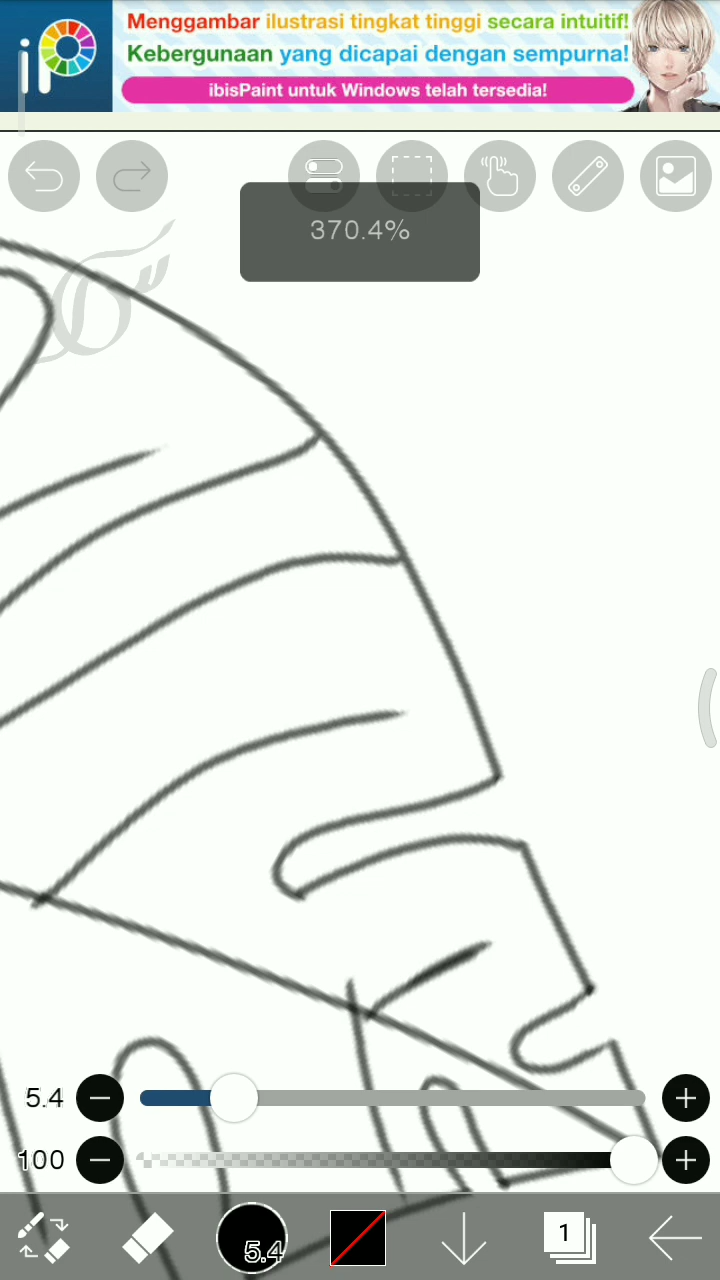 Menggambar ilustrasi tingkat tinggi secara intuitif!
Kebergunaan yang dicapai dengan sempurna!
ibisPaint untuk Windows telah tersedia!
ip
370.4%
5.4
100
5.4
1